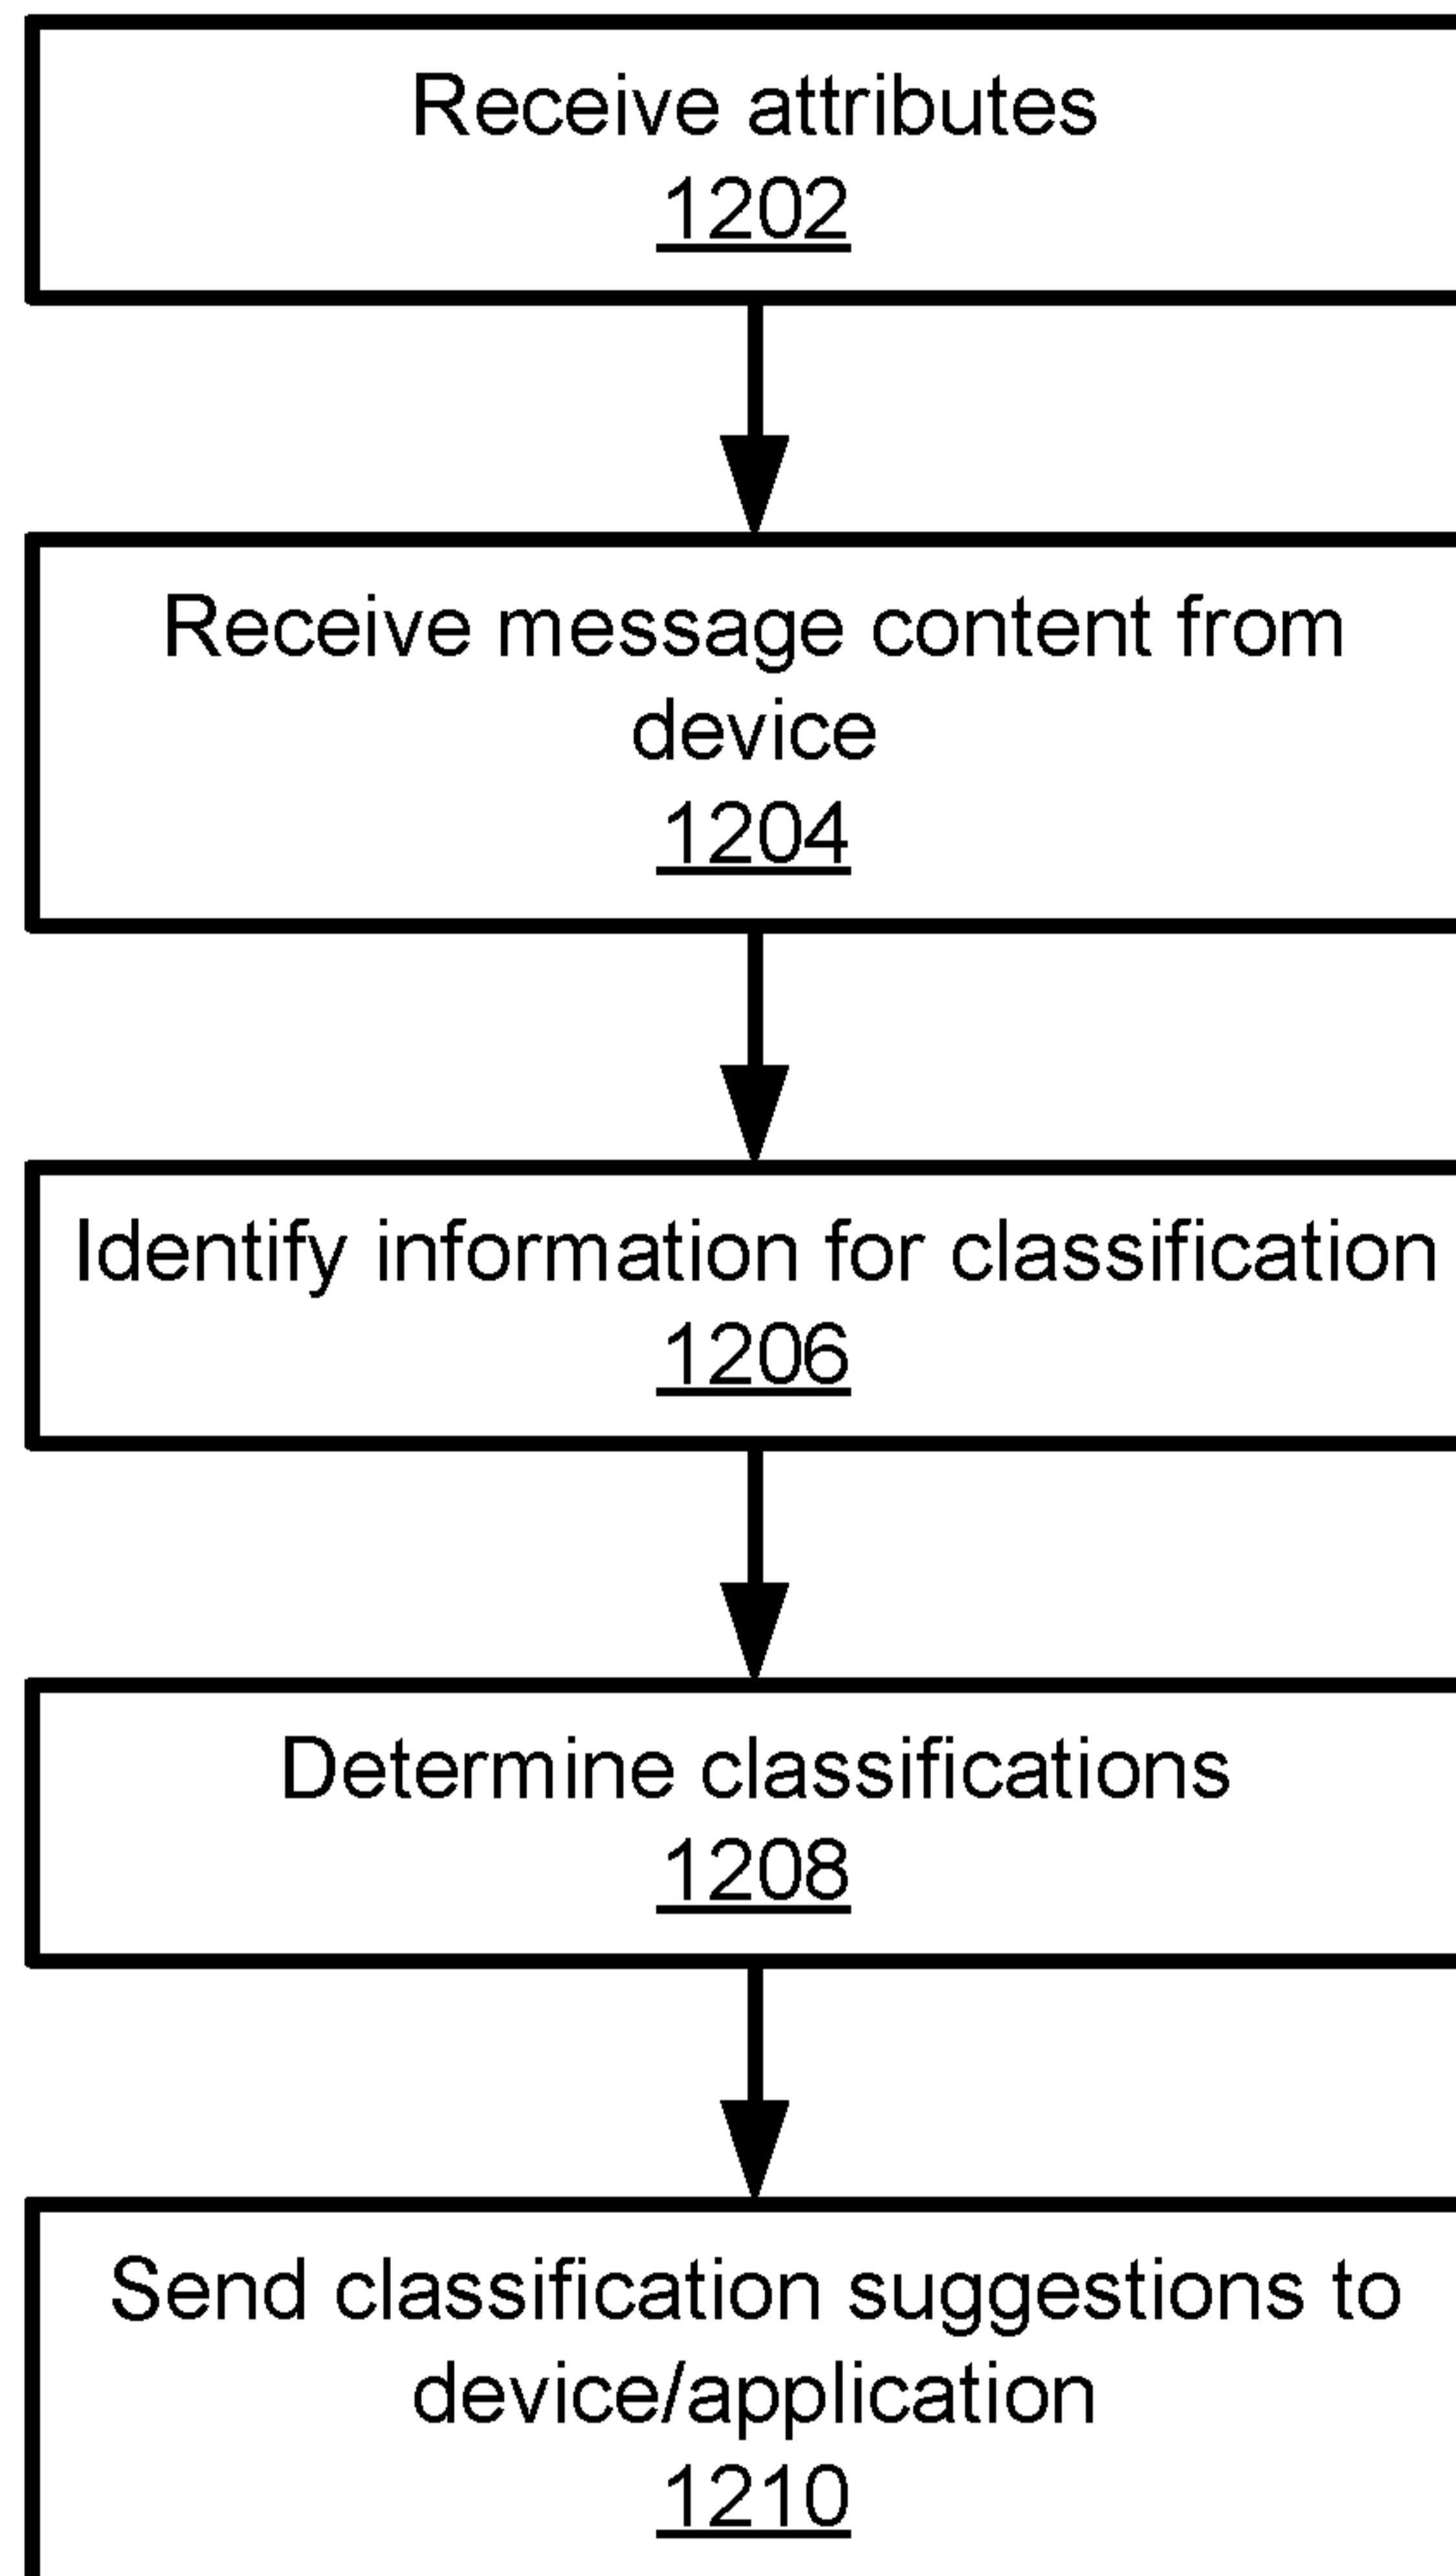 Receive attributes
1202
Receive message content from
device
1204
Identify information for classification
1206
Determine classifications
1208
Send classification suggestions to
device/application
1210